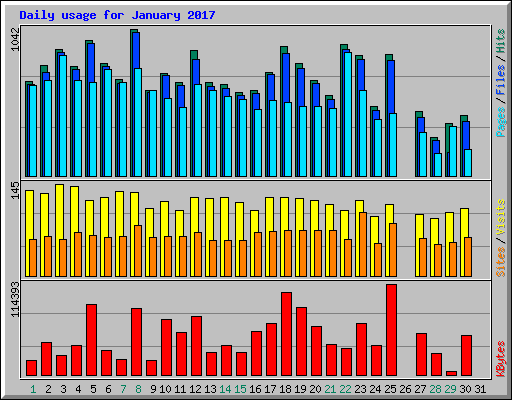 Daily usage for January 2017
1042
Pages / Files / Hits
145
Sites / Visits
114393
KBytes
1 2 3 4 5 6 7 8 9 10 11 12 13 14 15 16 17 18 19 20 21 22 23 24 25 26 27 28 29 30 31